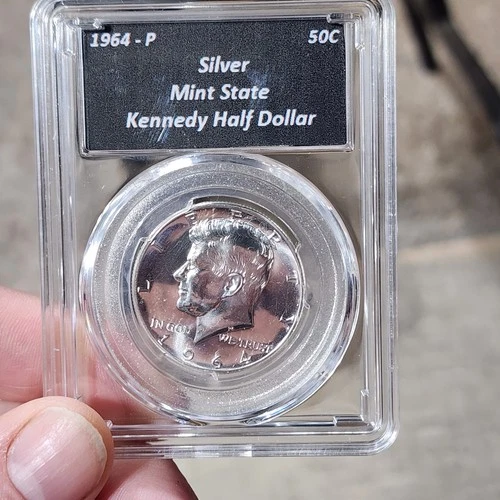 1964 - P 50C
Silver
Mint State
Kennedy Half Dollar
LIBERTY
IN GOD WE TRUST
1964